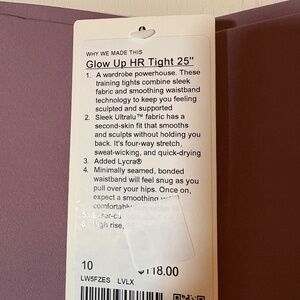 WHY WE MADE THIS
Glow Up HR Tight 25"
1. A wardrobe powerhouse. These
training tights combine sleek
fabric and smoothing waistband
technology to keep you feeling
sculpted and supported
2. Sleek Ultralu™ fabric has a
second-skin fit that smooths
and sculpts without holding you
back. It's four-way stretch,
sweat-wicking, and quick-drying
3. Added Lycra®
4. Minimally seamed, bonded
waistband will feel snug as you
pull over your hips. Once on,
expect a smoothing
comfortable
rise,
10
$118.00
LW5FZES LVLX